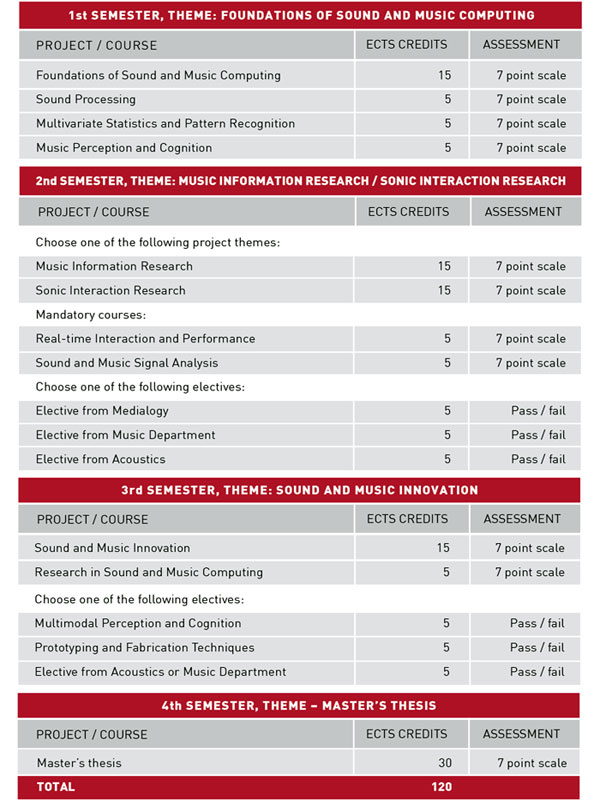 1st SEMESTER, THEME: FOUNDATIONS OF SOUND AND MUSIC COMPUTING
PROJECT / COURSE ECTS CREDITS ASSESSMENT
Foundations of Sound and Music Computing 15 7 point scale
Sound Processing 5 7 point scale
Multivariate Statistics and Pattern Recognition 5 7 point scale
Music Perception and Cognition 5 7 point scale
2nd SEMESTER, THEME: MUSIC INFORMATION RESEARCH / SONIC INTERACTION RESEARCH
PROJECT / COURSE ECTS CREDITS ASSESSMENT
Choose one of the following project themes:
Music Information Research 15 7 point scale
Sonic Interaction Research 15 7 point scale
Mandatory courses:
Real-time Interaction and Performance 5 7 point scale
Sound and Music Signal Analysis 5 7 point scale
Choose one of the following electives:
Elective from Medialogy 5 Pass / fail
Elective from Music Department 5 Pass / fail
Elective from Acoustics 5 Pass / fail
3rd SEMESTER, THEME: SOUND AND MUSIC INNOVATION
PROJECT / COURSE ECTS CREDITS ASSESSMENT
Sound and Music Innovation 15 7 point scale
Research in Sound and Music Computing 5 7 point scale
Choose one of the following electives:
Multimodal Perception and Cognition 5 Pass / fail
Prototyping and Fabrication Techniques 5 Pass / fail
Elective from Acoustics or Music Department 5 Pass / fail
4th SEMESTER, THEME – MASTER'S THESIS
PROJECT / COURSE ECTS CREDITS ASSESSMENT
Master's thesis 30 7 point scale
TOTAL 120